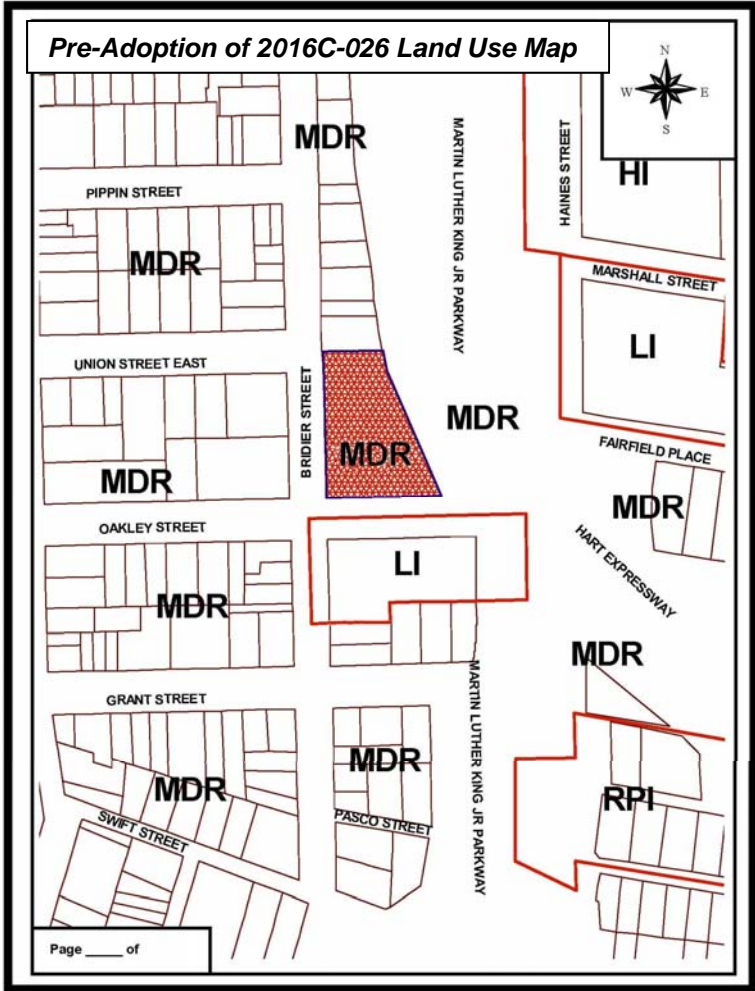 Pre-Adoption of 2016C-026 Land Use Map
N
W E
S
MDR
MARTIN LUTHER KING JR PARKWAY
HAINES STREET
HI
PIPPIN STREET
MDR
MARSHALL STREET
LI
UNION STREET EAST
BRIDIER STREET
MDR
MDR
FAIRFIELD PLACE
MDR
MDR
OAKLEY STREET
HART EXPRESSWAY
LI
MDR
MDR
GRANT STREET
MARTIN LUTHER KING JR PARKWAY
MDR
MDR
RPI
SWIFT STREET
PASCO STREET
Page _____ of